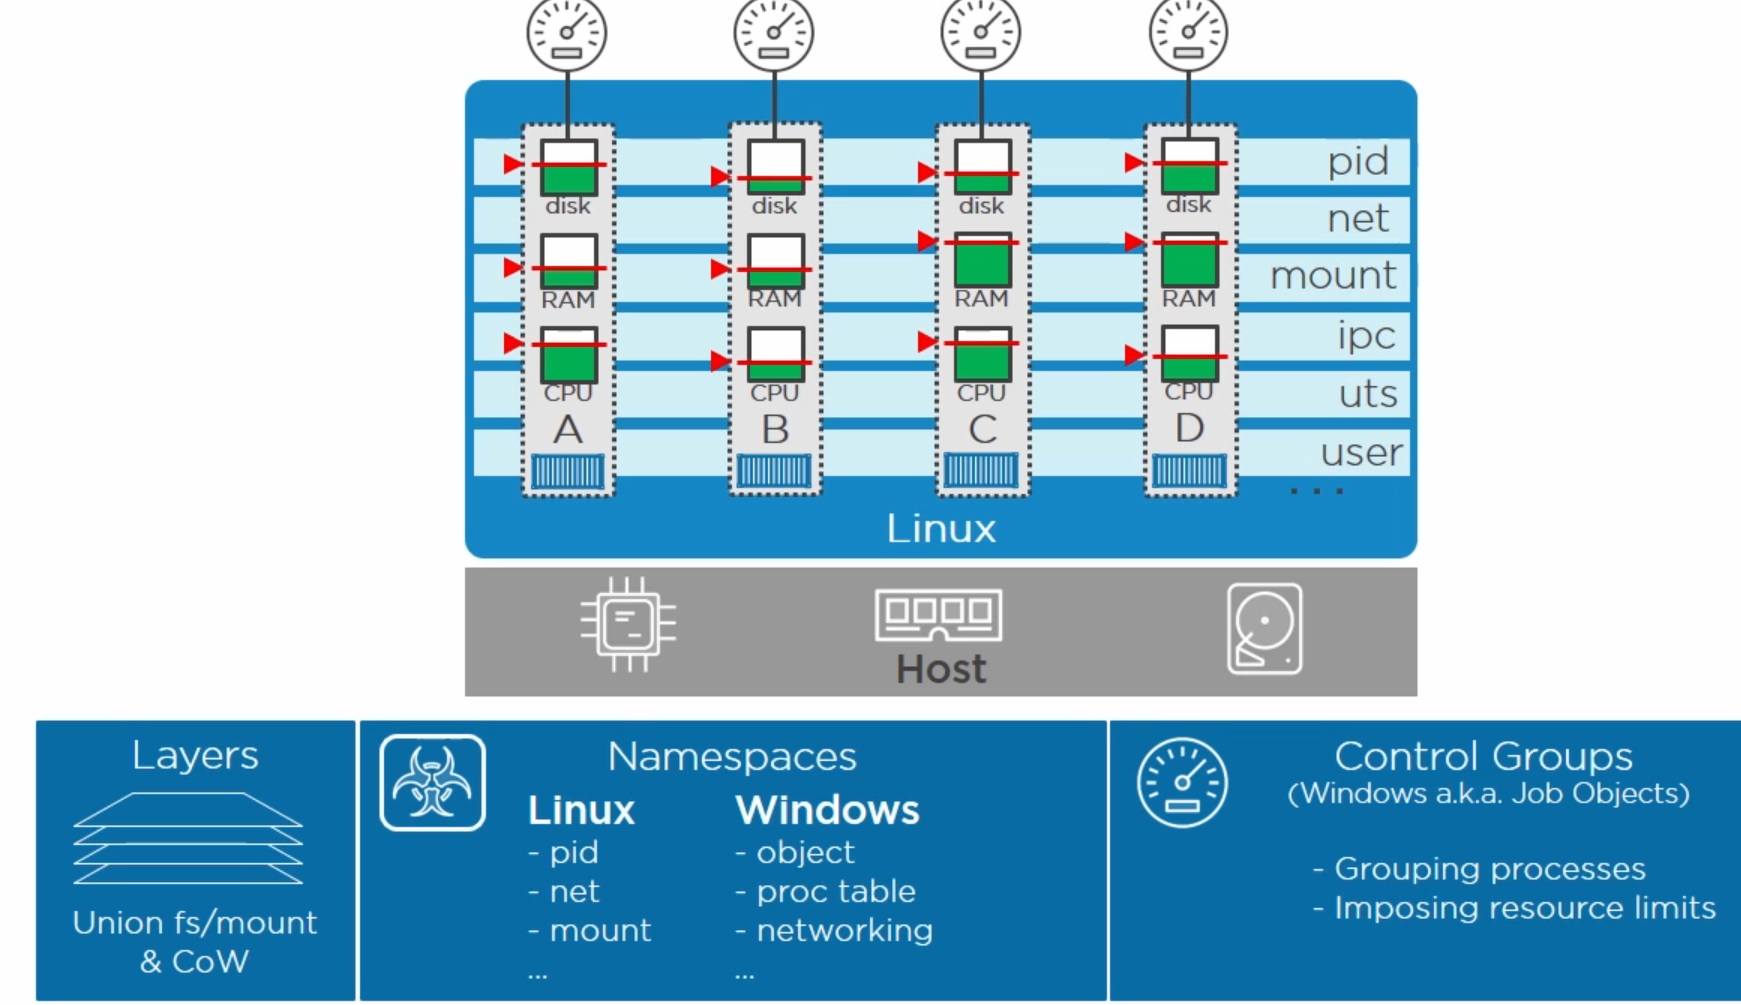 disk disk disk disk
RAM RAM RAM RAM
CPU CPU CPU CPU
A B C D
pid
net
mount
ipc
uts
user
...
Linux
Host
Layers
Union fs/mount
& CoW
Namespaces
Linux
- pid
- net
- mount
...
Windows
- object
- proc table
- networking
...
Control Groups
(Windows a.k.a. Job Objects)
- Grouping processes
- Imposing resource limits